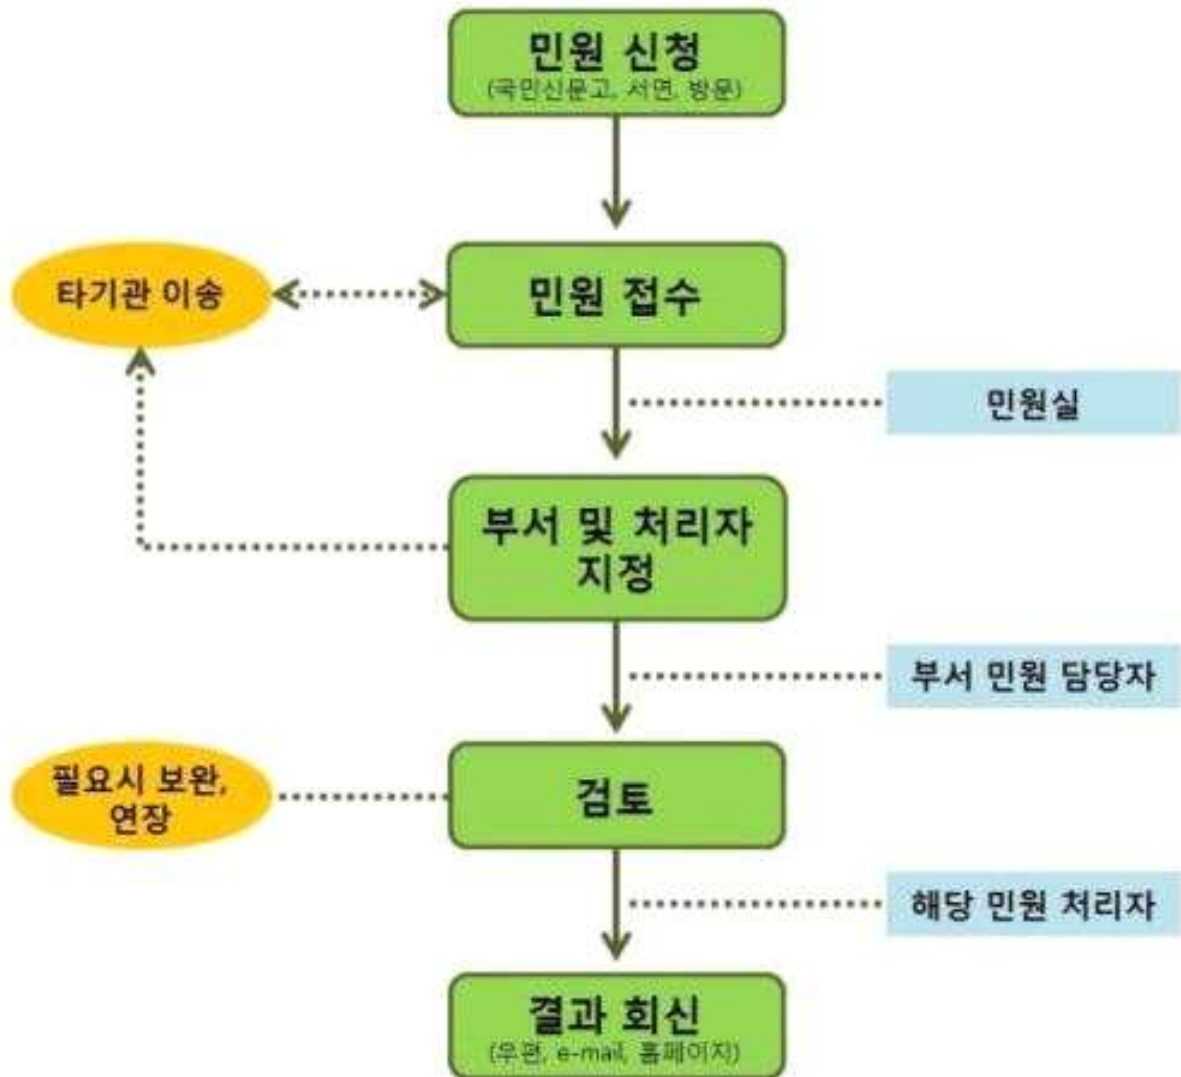 민원 신청
(국민신문고, 서면, 방문)
타기관 이송
민원 접수
민원실
부서 및 처리자
지정
부서 민원 담당자
필요시 보완,
연장
검토
해당 민원 처리자
결과 회신
(우편, e-mail, 홈페이지)